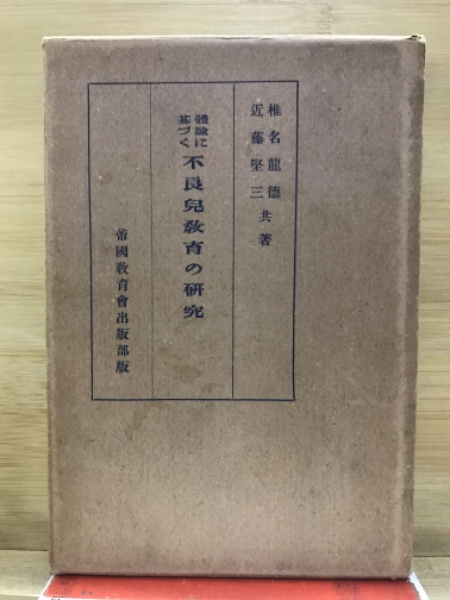 椎名龍徳
近藤堅三
共著
體驗に
基づく
不良兒教育の研究
帝國教育會出版部版